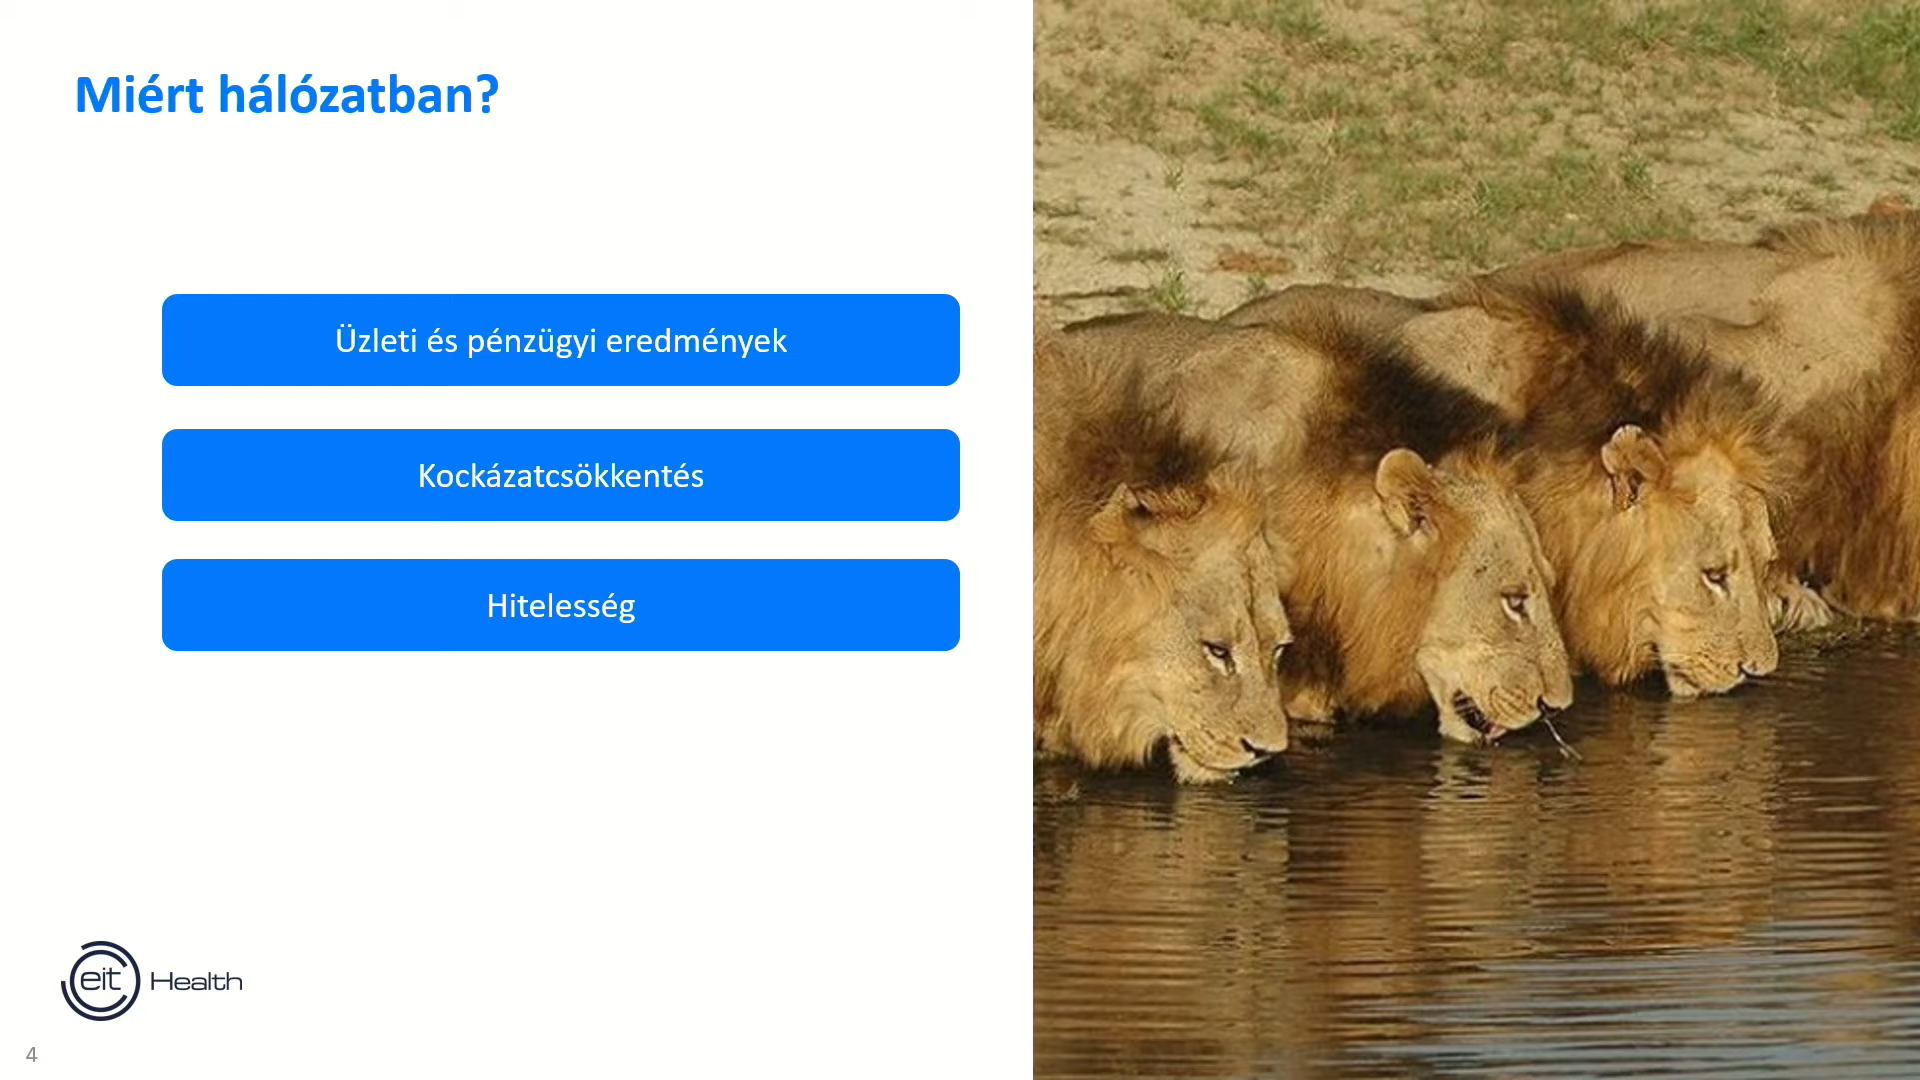 Miért hálózatban?
Üzleti és pénzügyi eredmények
Kockázatcsökkentés
Hitelesség
eit Health
4